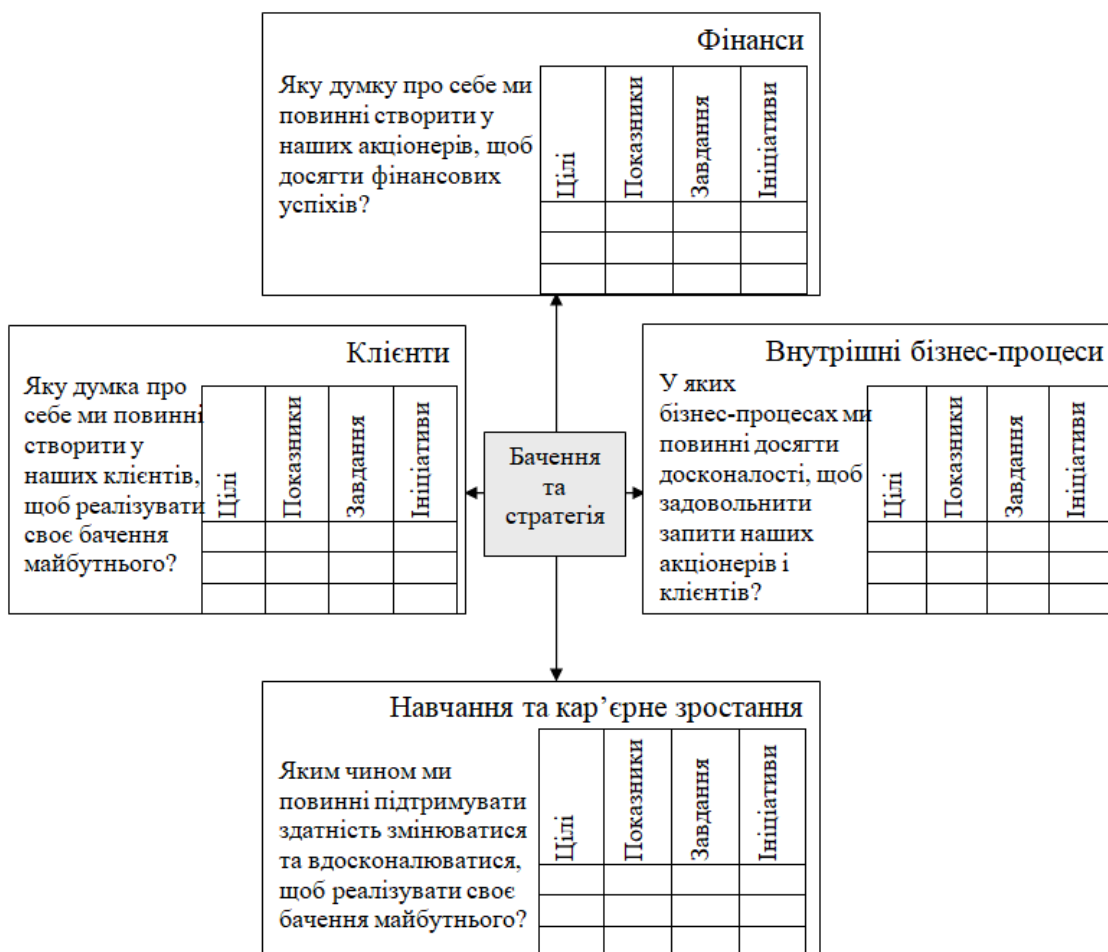 Фінанси
Яку думку про себе ми
повинні створити у
наших акціонерів, щоб
досягти фінансових
успіхів?
Цілі
Показники
Завдання
Ініціативи
Клієнти
Яку думка про
себе ми повинні
створити у
наших клієнтів,
щоб реалізувати
своє бачення
майбутнього?
Цілі
Показники
Завдання
Ініціативи
Бачення
та
стратегія
Внутрішні бізнес-процеси
У яких
бізнес-процесах ми
повинні досягти
досконалості, щоб
задовольнити
запити наших
акціонерів і
клієнтів?
Цілі
Показники
Завдання
Ініціативи
Навчання та кар’єрне зростання
Яким чином ми
повинні підтримувати
здатність змінюватися
та вдосконалюватися,
щоб реалізувати своє
бачення майбутнього?
Цілі
Показники
Завдання
Ініціативи